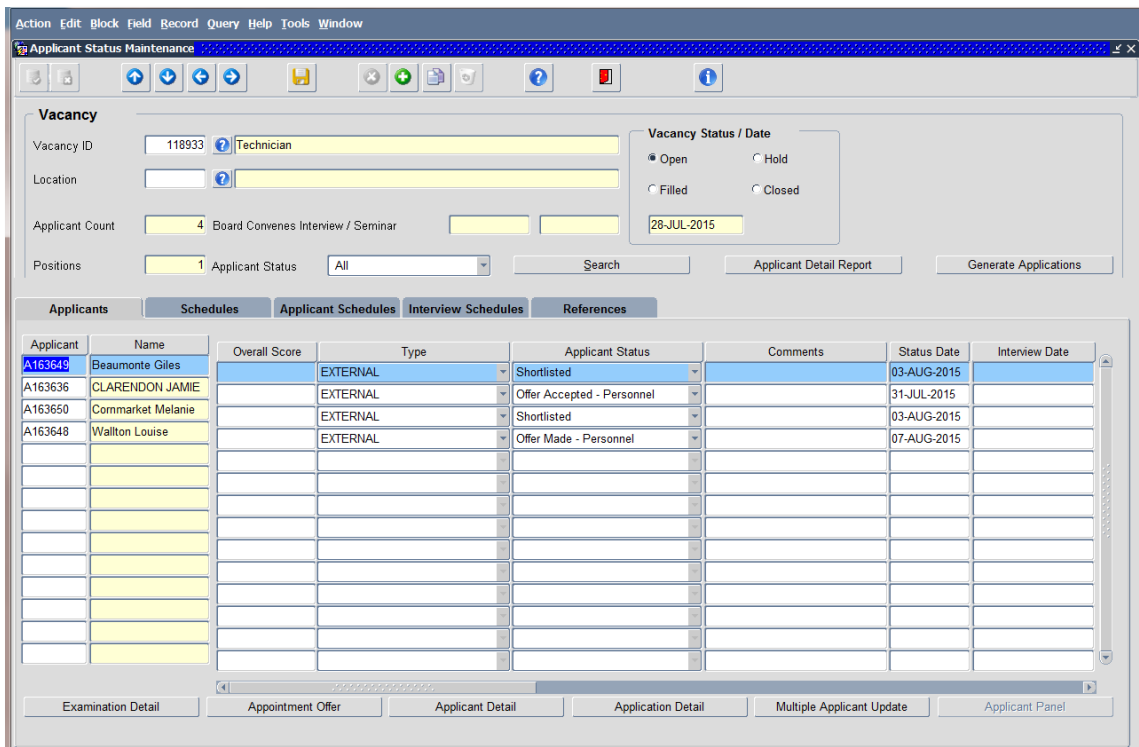 Action Edit Block Field Record Query Help Tools Window
Applicant Status Maintenance
Vacancy
Vacancy Status / Date
Vacancy ID 118933 Technician
Open Hold
Location
Filled Closed
Applicant Count 4 Board Convenes Interview / Seminar 28-JUL-2015
Positions 1 Applicant Status All Search Applicant Detail Report Generate Applications
Applicants Schedules Applicant Schedules Interview Schedules References
Applicant Name Overall Score Type Applicant Status Comments Status Date Interview Date
A163649 Beaumonte Giles EXTERNAL Shortlisted 03-AUG-2015
A163636 CLARENDON JAMIE EXTERNAL Offer Accepted - Personnel 31-JUL-2015
A163650 Cornmarket Melanie EXTERNAL Shortlisted 03-AUG-2015
A163648 Wallton Louise EXTERNAL Offer Made - Personnel 07-AUG-2015
Examination Detail Appointment Offer Applicant Detail Application Detail Multiple Applicant Update Applicant Panel